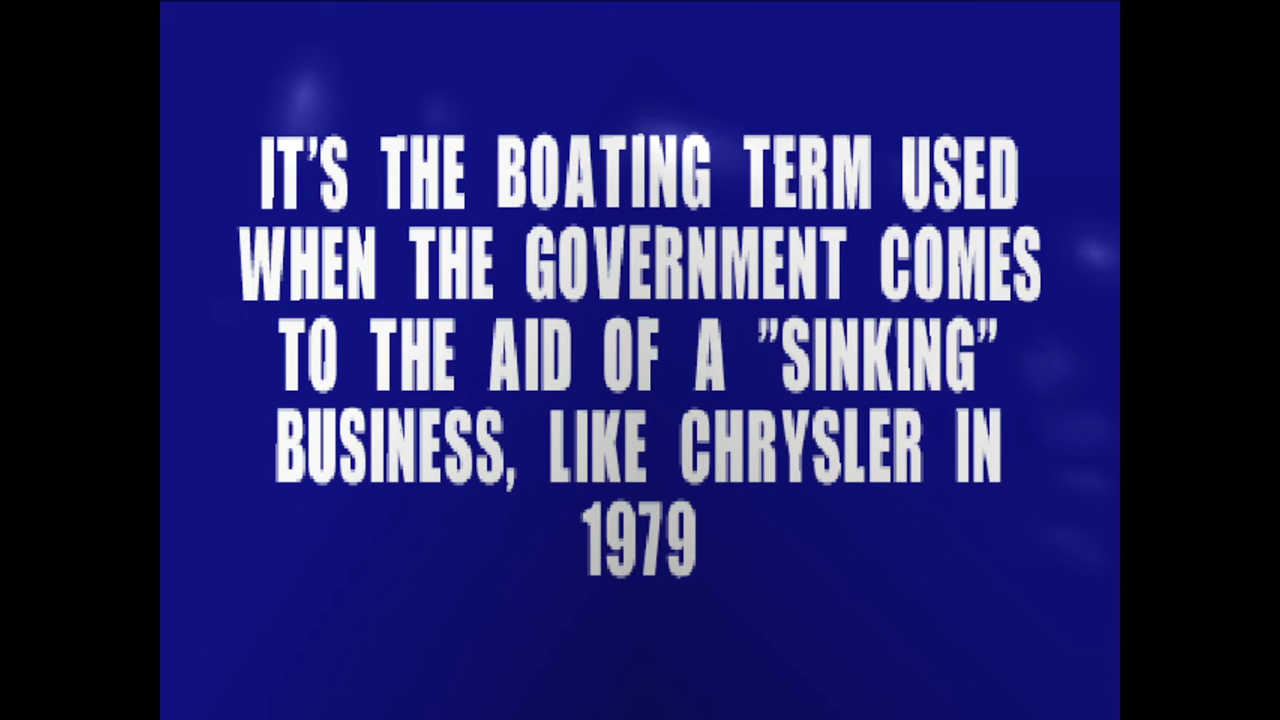 IT'S THE BOATING TERM USED
WHEN THE GOVERNMENT COMES
TO THE AID OF A ”SINKING”
BUSINESS, LIKE CHRYSLER IN
1979